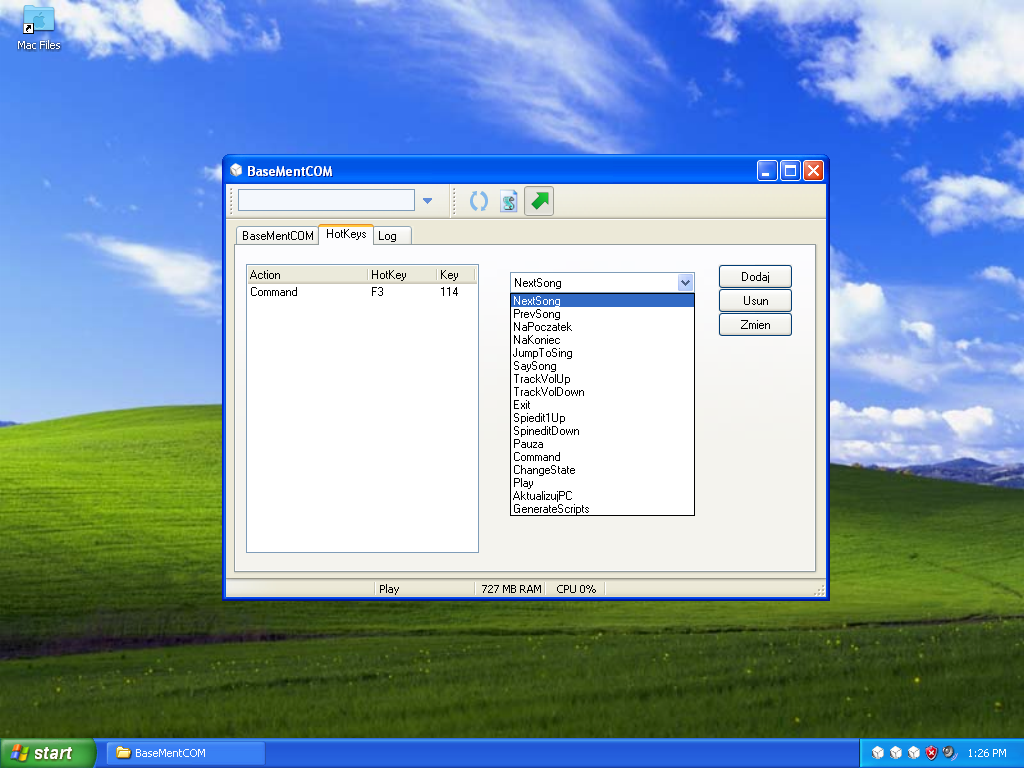 Mac Files
BaseMentCOM
BaseMentCOM HotKeys Log
Action HotKey Key
Command F3 114
NextSong
NextSong
PrevSong
NaPoczatek
NaKoniec
JumpToSing
SaySong
TrackVolUp
TrackVolDown
Exit
Spiedit1Up
SpineditDown
Pauza
Command
ChangeState
Play
AktualizujPC
GenerateScripts
Dodaj
Usun
Zmien
Play 727 MB RAM CPU 0%
start BaseMentCOM 1:26 PM